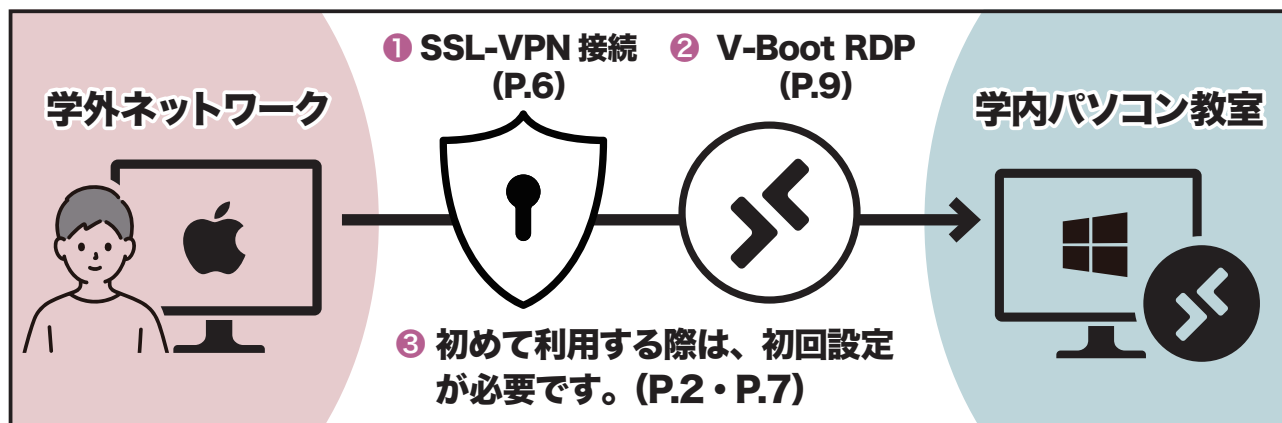 学外ネットワーク
❶ SSL-VPN 接続
(P.6)
❷ V-Boot RDP
(P.9)
学内パソコン教室
❸ 初めて利用する際は、初回設定
が必要です。(P.2・P.7)